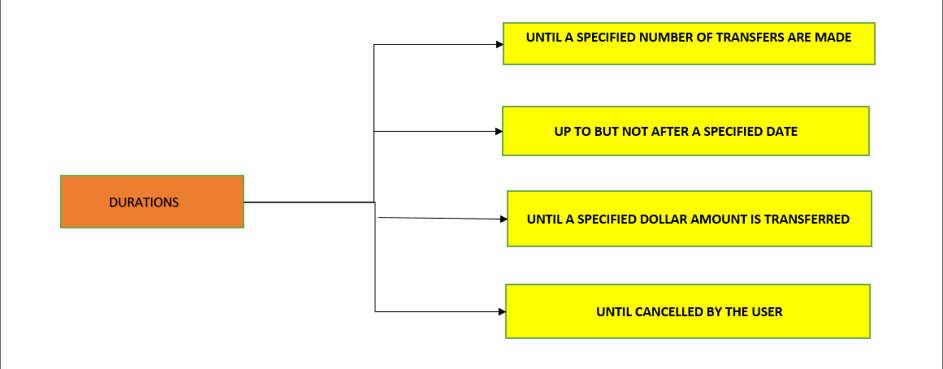 UNTIL A SPECIFIED NUMBER OF TRANSFERS ARE MADE
UP TO BUT NOT AFTER A SPECIFIED DATE
DURATIONS
UNTIL A SPECIFIED DOLLAR AMOUNT IS TRANSFERRED
UNTIL CANCELLED BY THE USER